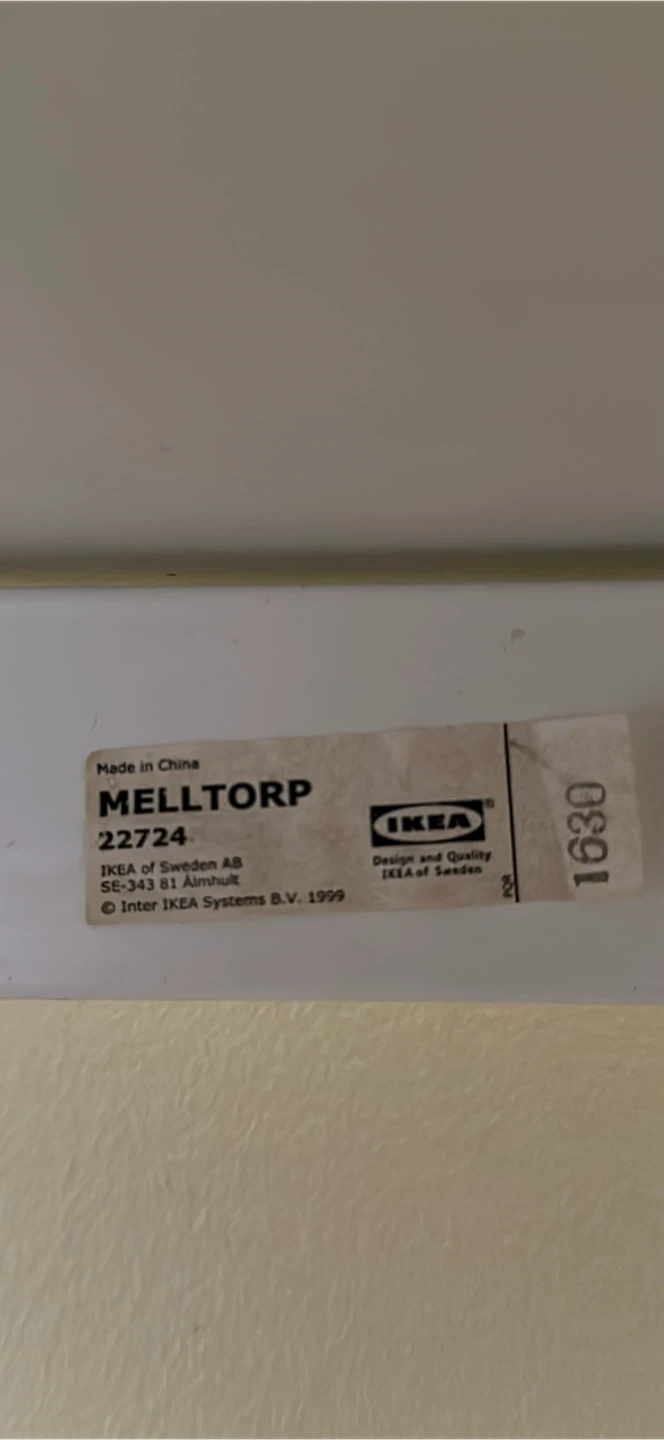 Made in China
MELLTORP
22724
IKEA of Sweden AB
SE-343 81 Älmhult
© Inter IKEA Systems B.V. 1999
IKEA®
Design and Quality
IKEA of Sweden
1630